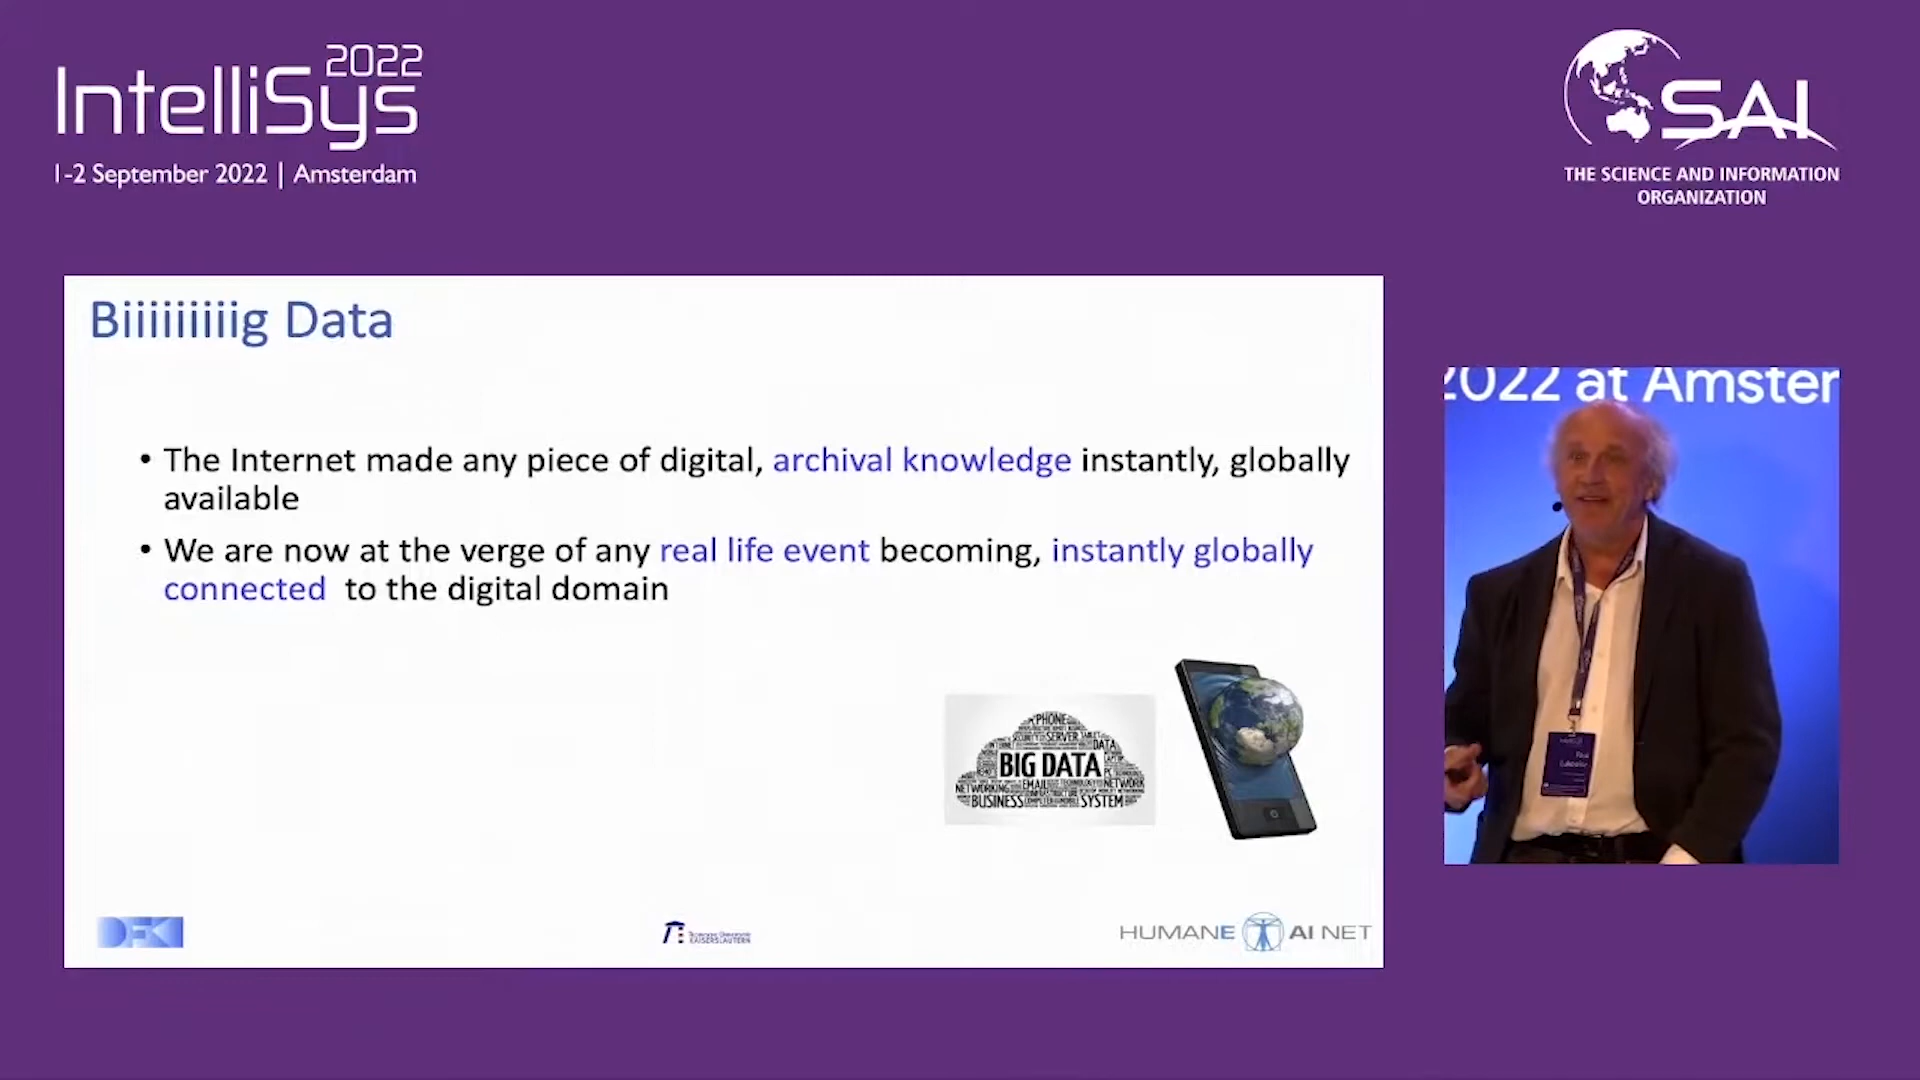 2022
IntelliSys
1-2 September 2022 | Amsterdam
SAI
THE SCIENCE AND INFORMATION
ORGANIZATION
Biiiiiiiiig Data
• The Internet made any piece of digital, archival knowledge instantly, globally
available
• We are now at the verge of any real life event becoming, instantly globally
connected to the digital domain
PHONE
SERVER
DATA
BIG DATA
EMAIL
NETWORKING
NETWORK
BUSINESS
SYSTEM
DFKI
KAISERSLAUTERN
HUMANE AI NET
2022 at Amster